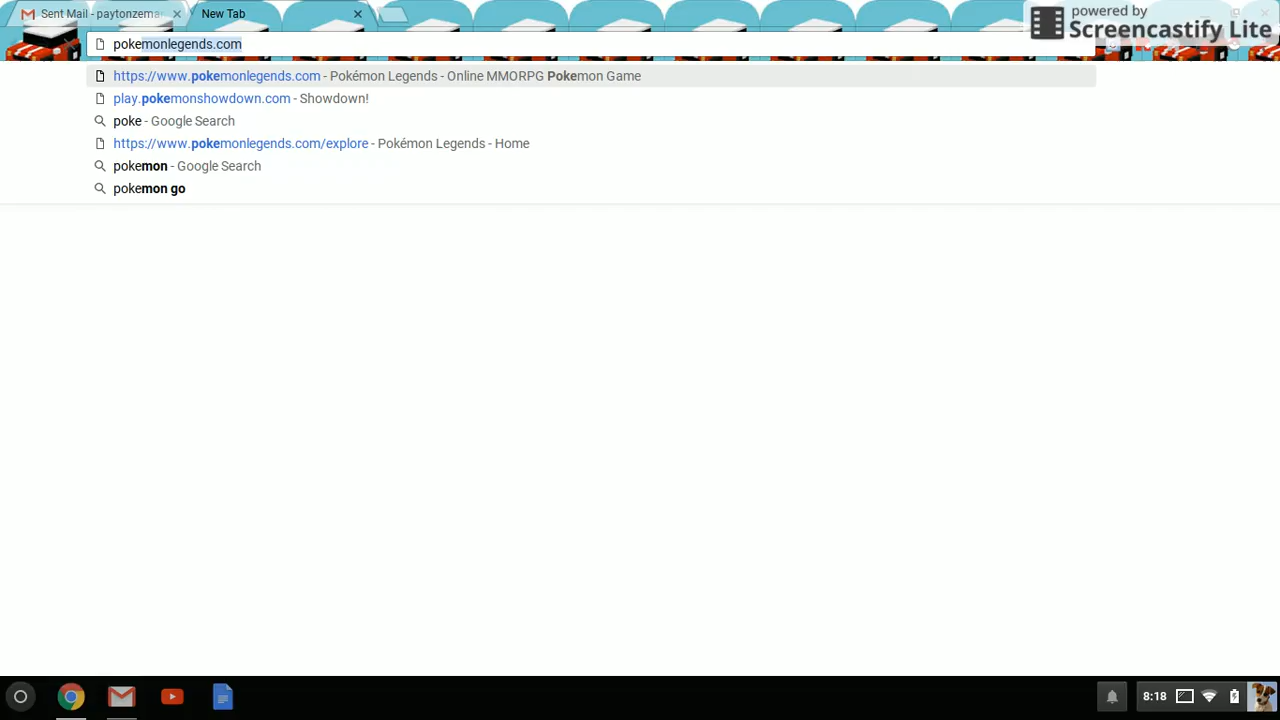 Sent Mail - paytonzeman
New Tab
powered by
Screencastify Lite
pokemonlegends.com
https://www.pokemonlegends.com - Pokémon Legends - Online MMORPG Pokemon Game
play.pokemonshowdown.com - Showdown!
poke - Google Search
https://www.pokemonlegends.com/explore - Pokémon Legends - Home
pokemon - Google Search
pokemon go
8:18